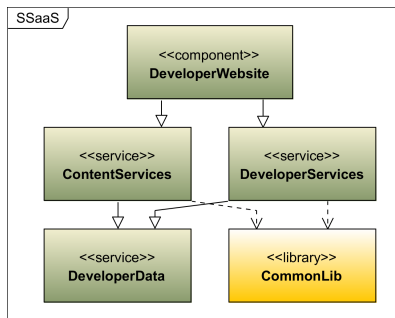 SSaaS
<<component>>
DeveloperWebsite
<<service>>
ContentServices
<<service>>
DeveloperServices
<<service>>
DeveloperData
<<library>>
CommonLib